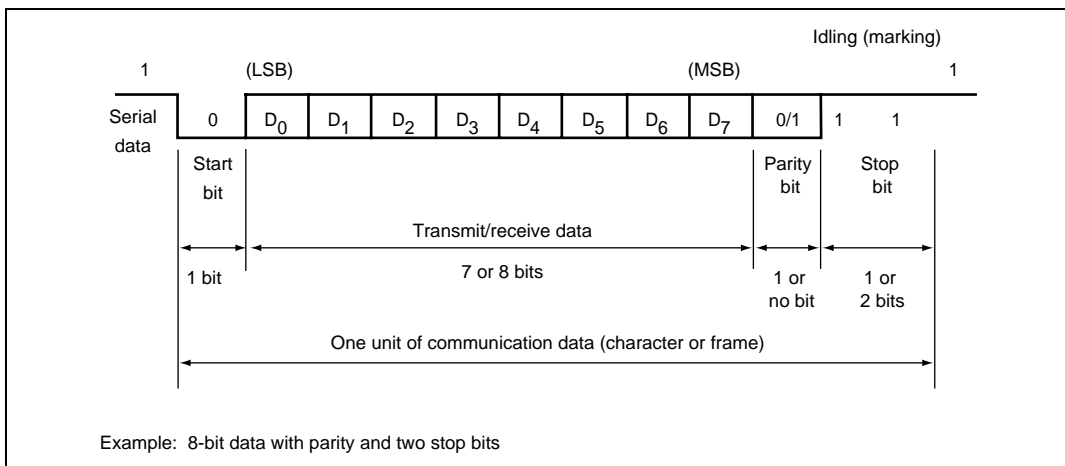 Idling (marking)
1 (LSB) (MSB) 1
Serial data 0 D0 D1 D2 D3 D4 D5 D6 D7 0/1 1 1
Start bit Parity bit Stop bit
Transmit/receive data
1 bit 7 or 8 bits 1 or no bit 1 or 2 bits
One unit of communication data (character or frame)
Example: 8-bit data with parity and two stop bits